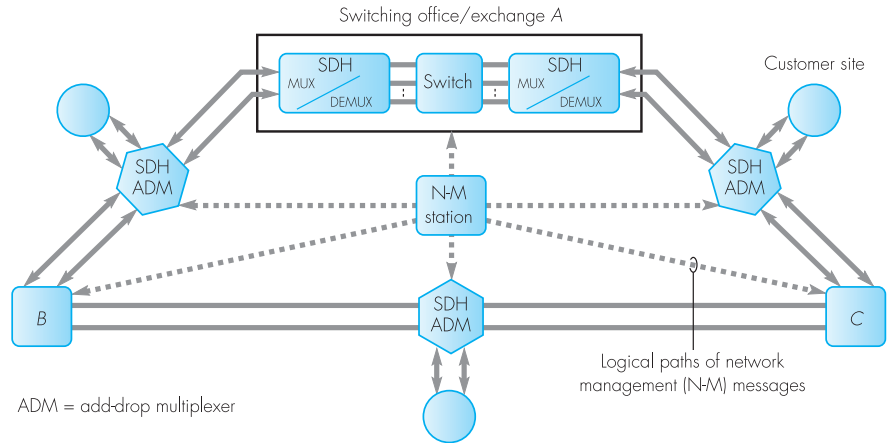 Switching office/exchange A
SDH
MUX
DEMUX
Switch
SDH
MUX
DEMUX
Customer site
SDH
ADM
SDH
ADM
N-M
station
B
SDH
ADM
C
Logical paths of network
management (N-M) messages
ADM = add-drop multiplexer